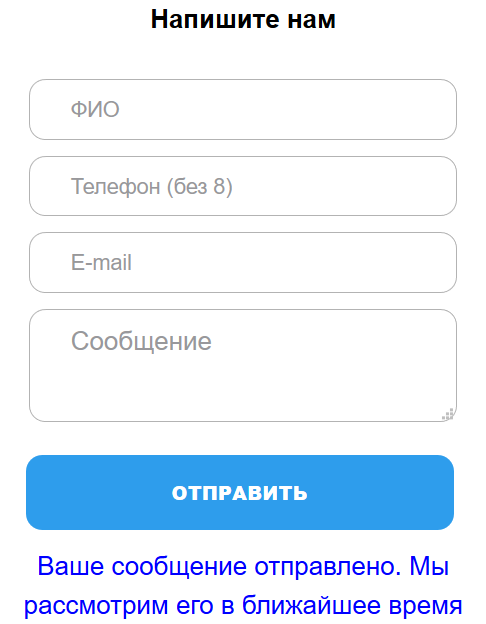 Напишите нам
ФИО
Телефон (без 8)
E-mail
Сообщение
ОТПРАВИТЬ
Ваше сообщение отправлено. Мы
рассмотрим его в ближайшее время